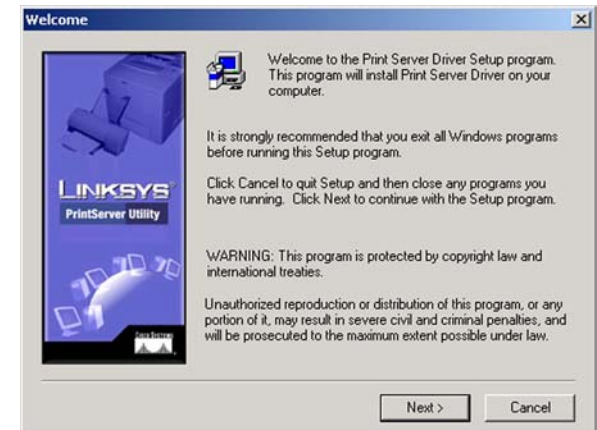 Welcome
Welcome to the Print Server Driver Setup program.
This program will install Print Server Driver on your
computer.
It is strongly recommended that you exit all Windows programs
before running this Setup program.
Click Cancel to quit Setup and then close any programs you
have running. Click Next to continue with the Setup program.
WARNING: This program is protected by copyright law and
international treaties.
Unauthorized reproduction or distribution of this program, or any
portion of it, may result in severe civil and criminal penalties, and
will be prosecuted to the maximum extent possible under law.
LINKSYS®
PrintServer Utility
CISCO SYSTEMS
Next >
Cancel